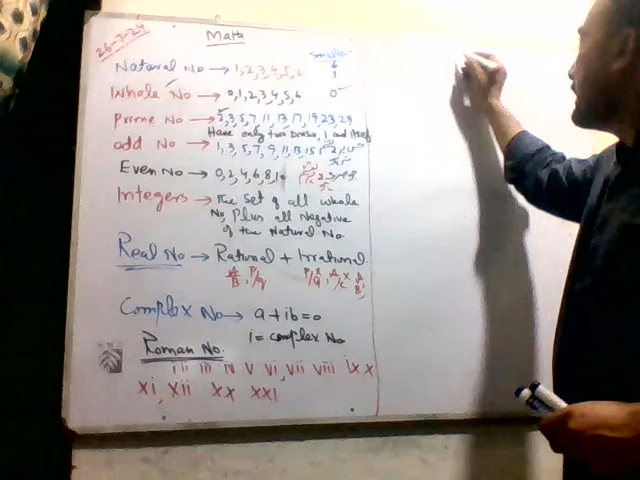 26-7-24
Math
Smallest
Natural No → 1,2,3,4,5,6 1
Whole No → 0,1,2,3,4,5,6 0
Prime No → 2,3,5,7,11,13,17,19,23,29
Have only two Divisor, 1 and itself
odd No → 1,3,5,7,9,11,13,15
Even No → 0,2,4,6,8,10
Integers → The Set of all whole
No, Plus all Negative
of the Natural No
Real No → Rational + Irrational
A/B, P/q
Complex No → a + ib = 0
i = complex No
Roman No.
i ii iii iv v vi, vii viii ix x
xi, xii xx xxi